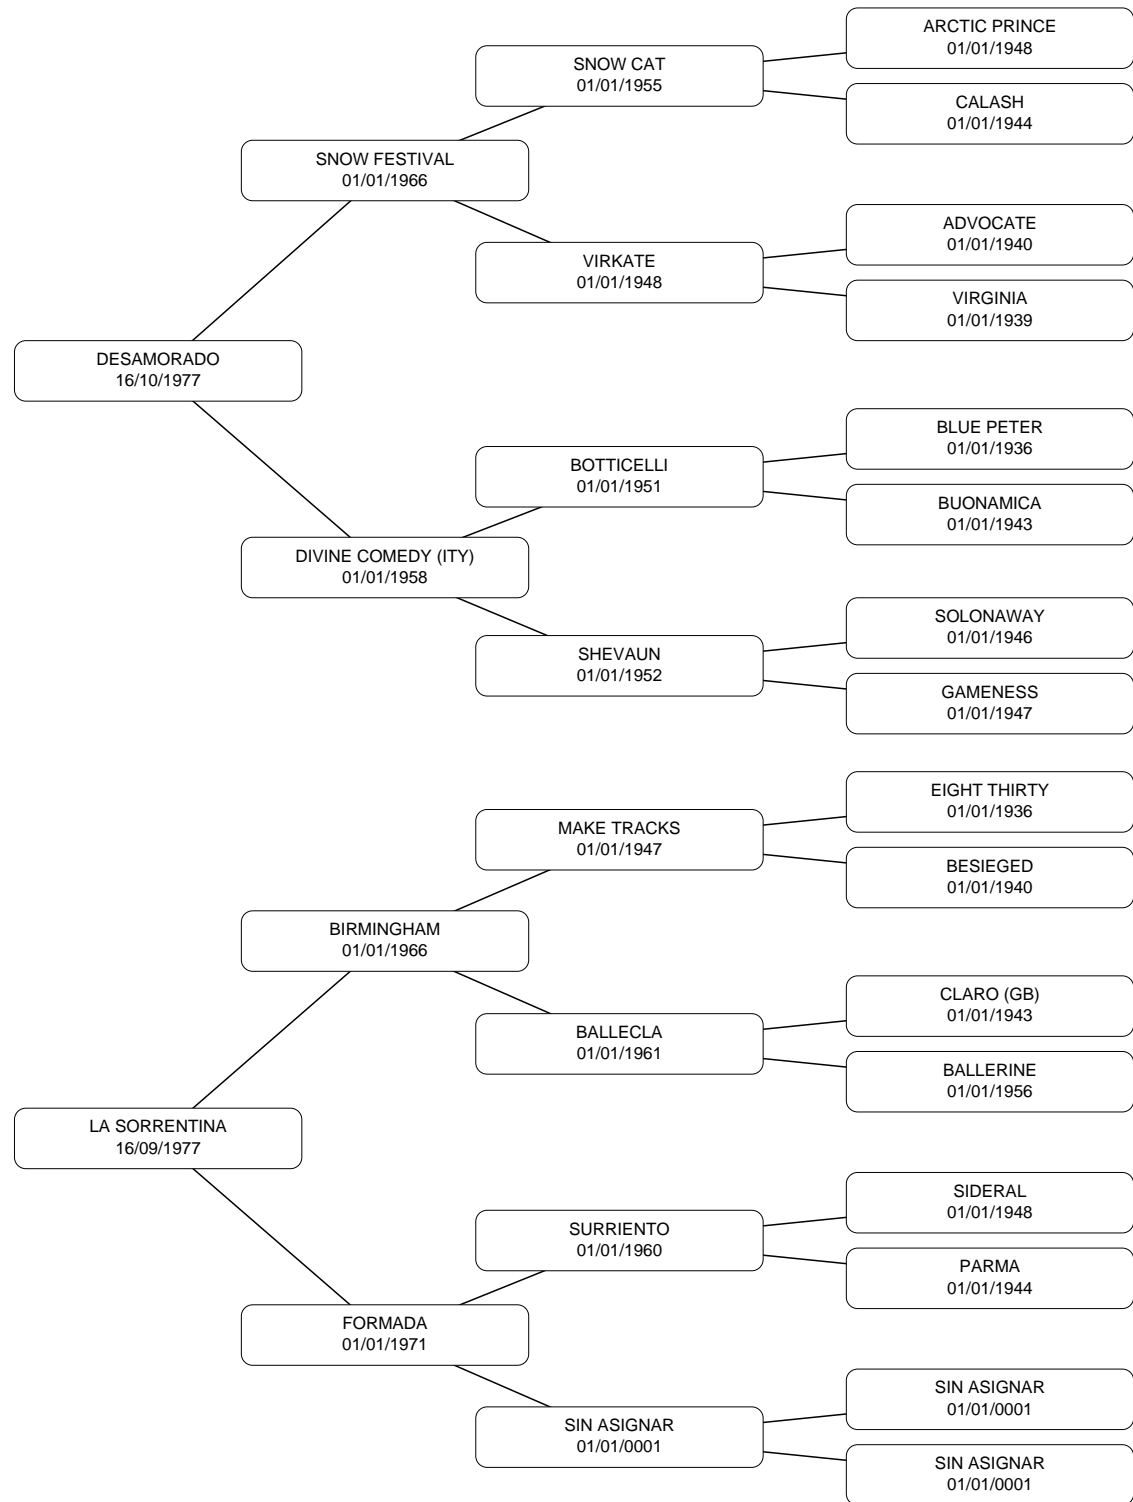 ARCTIC PRINCE
01/01/1948
SNOW CAT
01/01/1955
CALASH
01/01/1944
SNOW FESTIVAL
01/01/1966
ADVOCATE
01/01/1940
VIRKATE
01/01/1948
VIRGINIA
01/01/1939
DESAMORADO
16/10/1977
BLUE PETER
01/01/1936
BOTTICELLI
01/01/1951
BUONAMICA
01/01/1943
DIVINE COMEDY (ITY)
01/01/1958
SOLONAWAY
01/01/1946
SHEVAUN
01/01/1952
GAMENESS
01/01/1947
EIGHT THIRTY
01/01/1936
MAKE TRACKS
01/01/1947
BESIEGED
01/01/1940
BIRMINGHAM
01/01/1966
CLARO (GB)
01/01/1943
BALLECLA
01/01/1961
BALLERINE
01/01/1956
LA SORRENTINA
16/09/1977
SIDERAL
01/01/1948
SURRIENTO
01/01/1960
PARMA
01/01/1944
FORMADA
01/01/1971
SIN ASIGNAR
01/01/0001
SIN ASIGNAR
01/01/0001
SIN ASIGNAR
01/01/0001